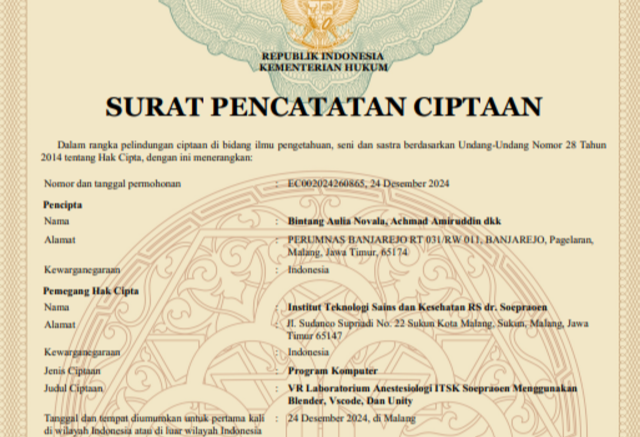 REPUBLIK INDONESIA
KEMENTERIAN HUKUM
SURAT PENCATATAN CIPTAAN
Dalam rangka pelindungan ciptaan di bidang ilmu pengetahuan, seni dan sastra berdasarkan Undang-Undang Nomor 28 Tahun
2014 tentang Hak Cipta, dengan ini menerangkan:
Nomor dan tanggal permohonan : EC002024260865, 24 Desember 2024
Pencipta
Nama : Bintang Aulia Novala, Achmad Amiruddin dkk
Alamat : PERUMNAS BANJAREJO RT 031/RW 011, BANJAREJO, Pagelaran,
Malang, Jawa Timur, 65174
Kewarganegaraan : Indonesia
Pemegang Hak Cipta
Nama : Institut Teknologi Sains dan Kesehatan RS dr. Soepraoen
Alamat : Jl. Sudanco Supriadi No. 22 Sukun Kota Malang, Sukun, Malang, Jawa
Timur 65147
Kewarganegaraan : Indonesia
Jenis Ciptaan : Program Komputer
Judul Ciptaan : VR Laboratorium Anestesiologi ITSK Soepraoen Menggunakan
Blender, Vscode, Dan Unity
Tanggal dan tempat diumumkan untuk pertama kali : 24 Desember 2024, di Malang
di wilayah Indonesia atau di luar wilayah Indonesia